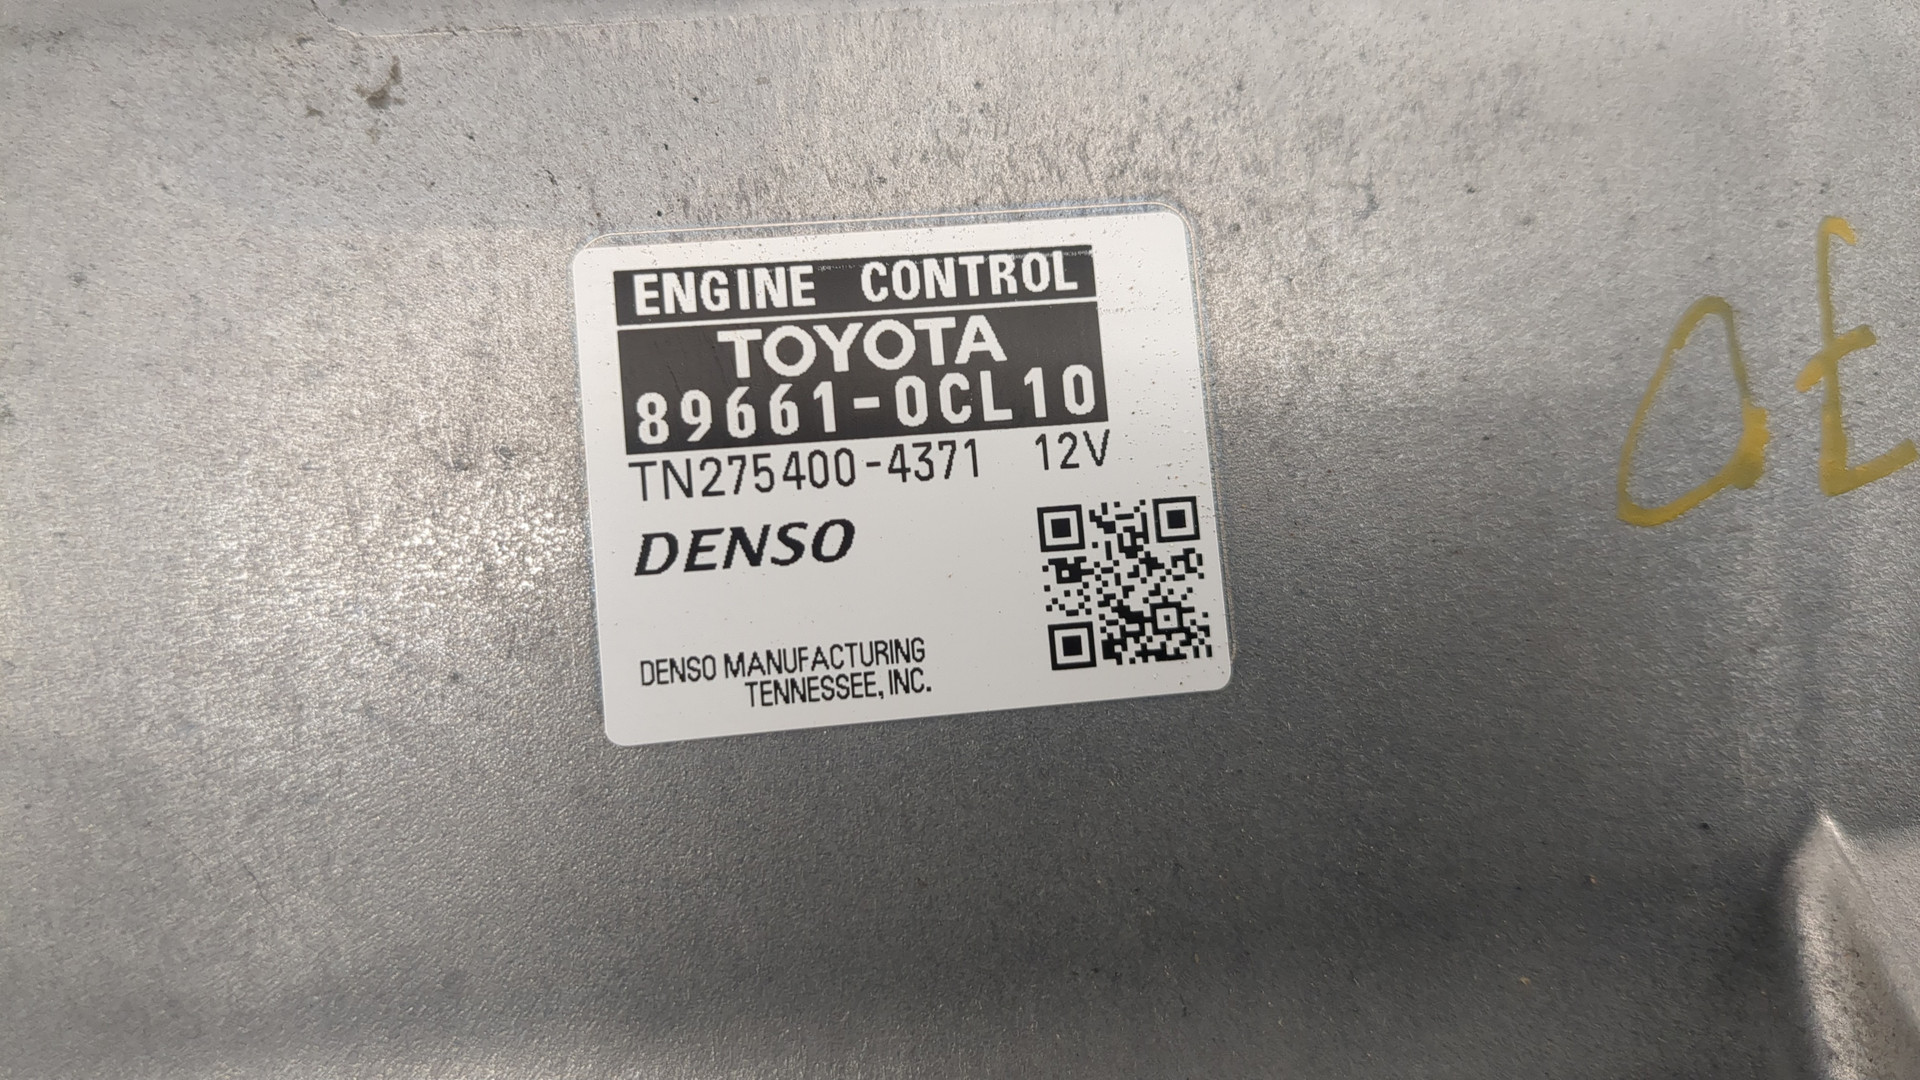 ENGINE CONTROL
TOYOTA
89661-0CL10
TN275400-4371 12V
DENSO
DENSO MANUFACTURING
TENNESSEE, INC.